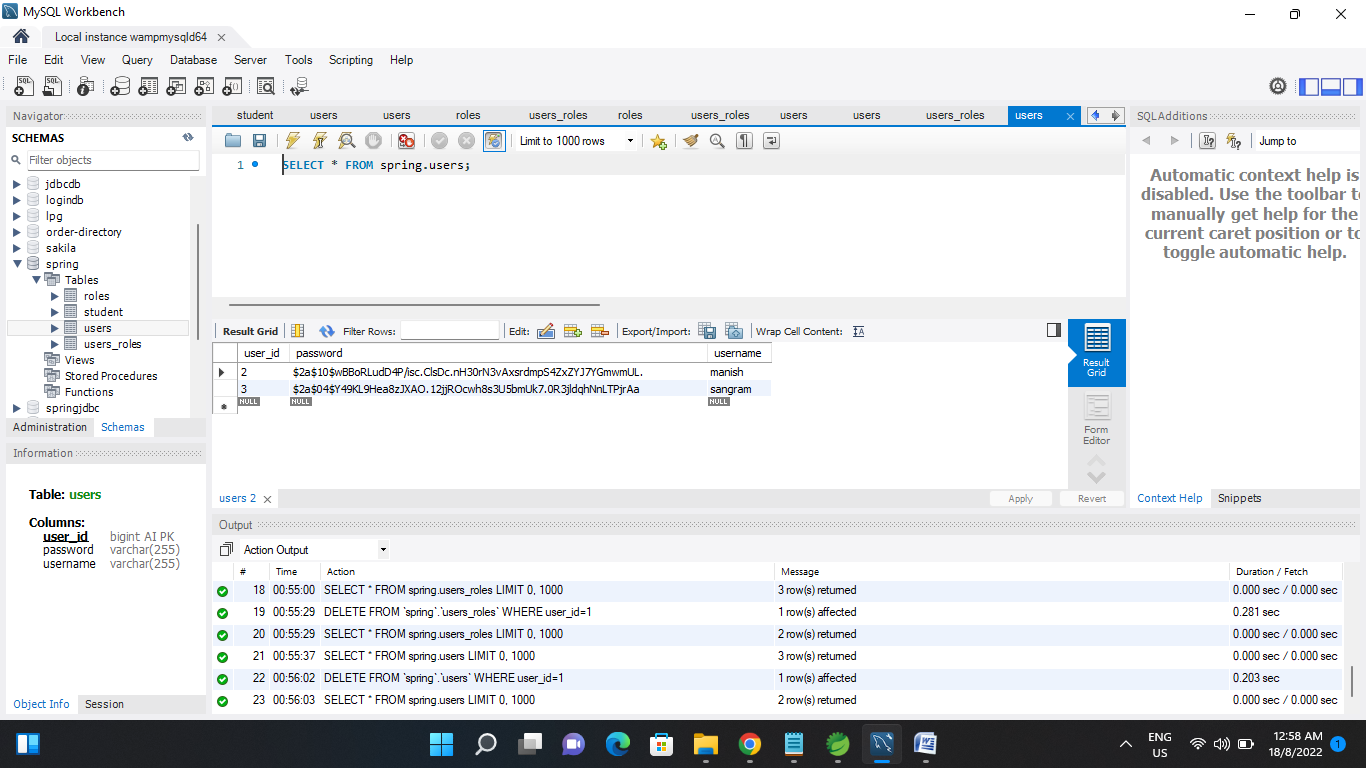 MySQL Workbench
Local instance wampmysqld64
File Edit View Query Database Server Tools Scripting Help
Navigator
SCHEMAS
Filter objects
jdbcdb
logindb
lpg
order-directory
sakila
spring
Tables
roles
student
users
users_roles
Views
Stored Procedures
Functions
springjdbc
Administration Schemas
Information
Table: users
Columns:
user_id bigint AI PK
password varchar(255)
username varchar(255)
Object Info Session
student users users roles users_roles roles users_roles users users users_roles users
Limit to 1000 rows
1 SELECT * FROM spring.users;
Result Grid Filter Rows: Edit: Export/Import: Wrap Cell Content:
user_id password username
2 $2a$10$wBBoRLudD4P/isc.ClsDc.nH30rN3vAxsrdmpS4ZxZYJ7YGmwmUL. manish
3 $2a$04$Y49KL9Hea8zJXAO.12jjROcwh8s3U5bmUk7.0R3jldqhNnLTPjrAa sangram
NULL NULL NULL
Result
Grid
Form
Editor
users 2 Apply Revert
SQLAdditions
Jump to
Automatic context help is
disabled. Use the toolbar to
manually get help for the
current caret position or to
toggle automatic help.
Context Help Snippets
Output
Action Output
# Time Action Message Duration / Fetch
18 00:55:00 SELECT * FROM spring.users_roles LIMIT 0, 1000 3 row(s) returned 0.000 sec / 0.000 sec
19 00:55:29 DELETE FROM `spring`.`users_roles` WHERE user_id=1 1 row(s) affected 0.281 sec
20 00:55:29 SELECT * FROM spring.users_roles LIMIT 0, 1000 2 row(s) returned 0.000 sec / 0.000 sec
21 00:55:37 SELECT * FROM spring.users LIMIT 0, 1000 3 row(s) returned 0.000 sec / 0.000 sec
22 00:56:02 DELETE FROM `spring`.`users` WHERE user_id=1 1 row(s) affected 0.203 sec
23 00:56:03 SELECT * FROM spring.users LIMIT 0, 1000 2 row(s) returned 0.000 sec / 0.000 sec
ENG
US
12:58 AM
18/8/2022
1